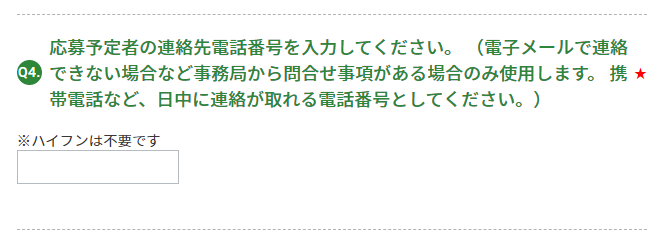 応募予定者の連絡先電話番号を入力してください。（電子メールで連絡
Q4. できない場合など事務局から問合せ事項がある場合のみ使用します。 携 ★
帯電話など、日中に連絡が取れる電話番号としてください。）
※ハイフンは不要です